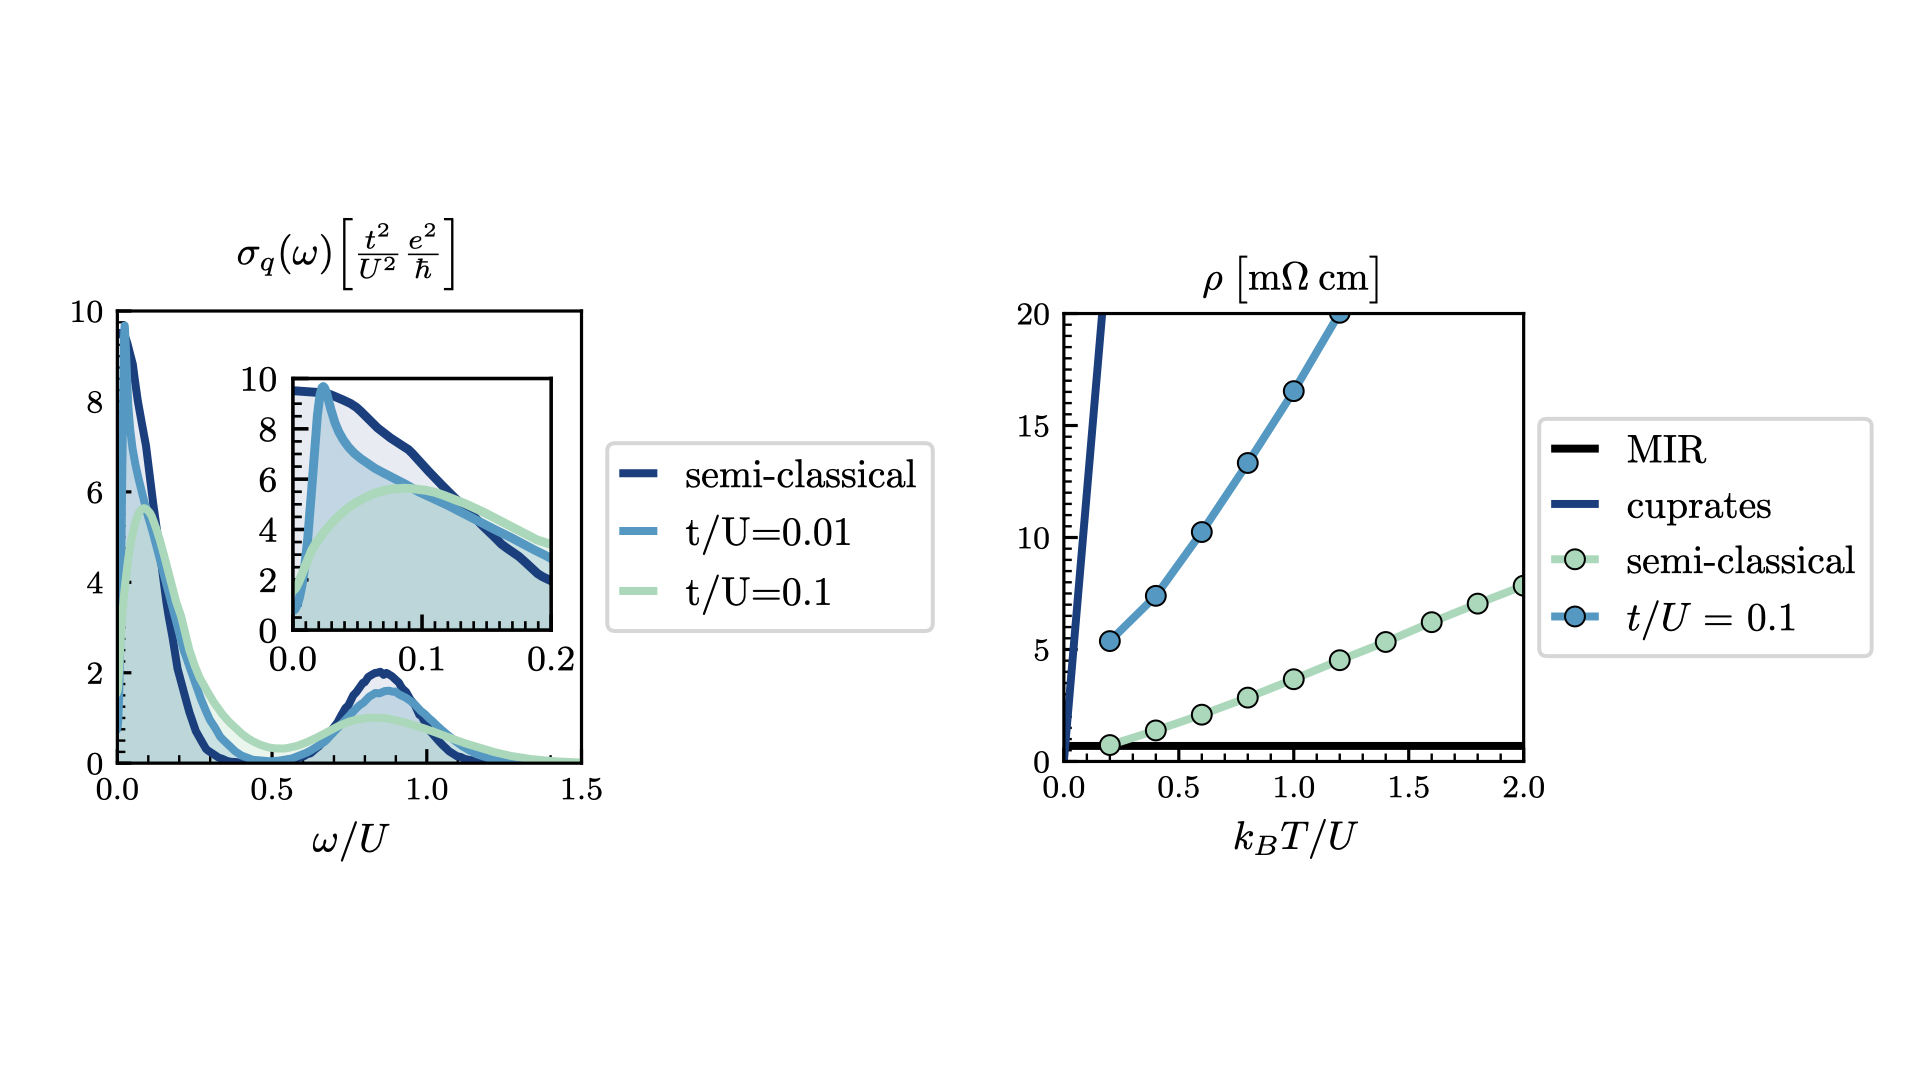 σ_q(ω) [t²/U² e²/ħ]
10
8
6
4
2
0
0.0 0.5 1.0 1.5
ω/U
10
8
6
4
2
0
0.0 0.1 0.2
semi-classical
t/U=0.01
t/U=0.1
ρ [mΩ cm]
20
15
10
5
0
0.0 0.5 1.0 1.5 2.0
k_BT/U
MIR
cuprates
semi-classical
t/U = 0.1